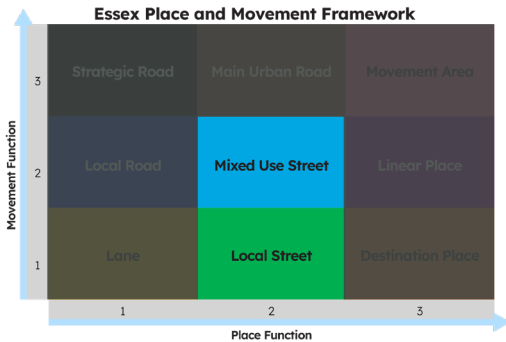 Essex Place and Movement Framework
Movement Function
3
Strategic Road
Main Urban Road
Movement Area
2
Local Road
Mixed Use Street
Linear Place
1
Lane
Local Street
Destination Place
1
2
3
Place Function